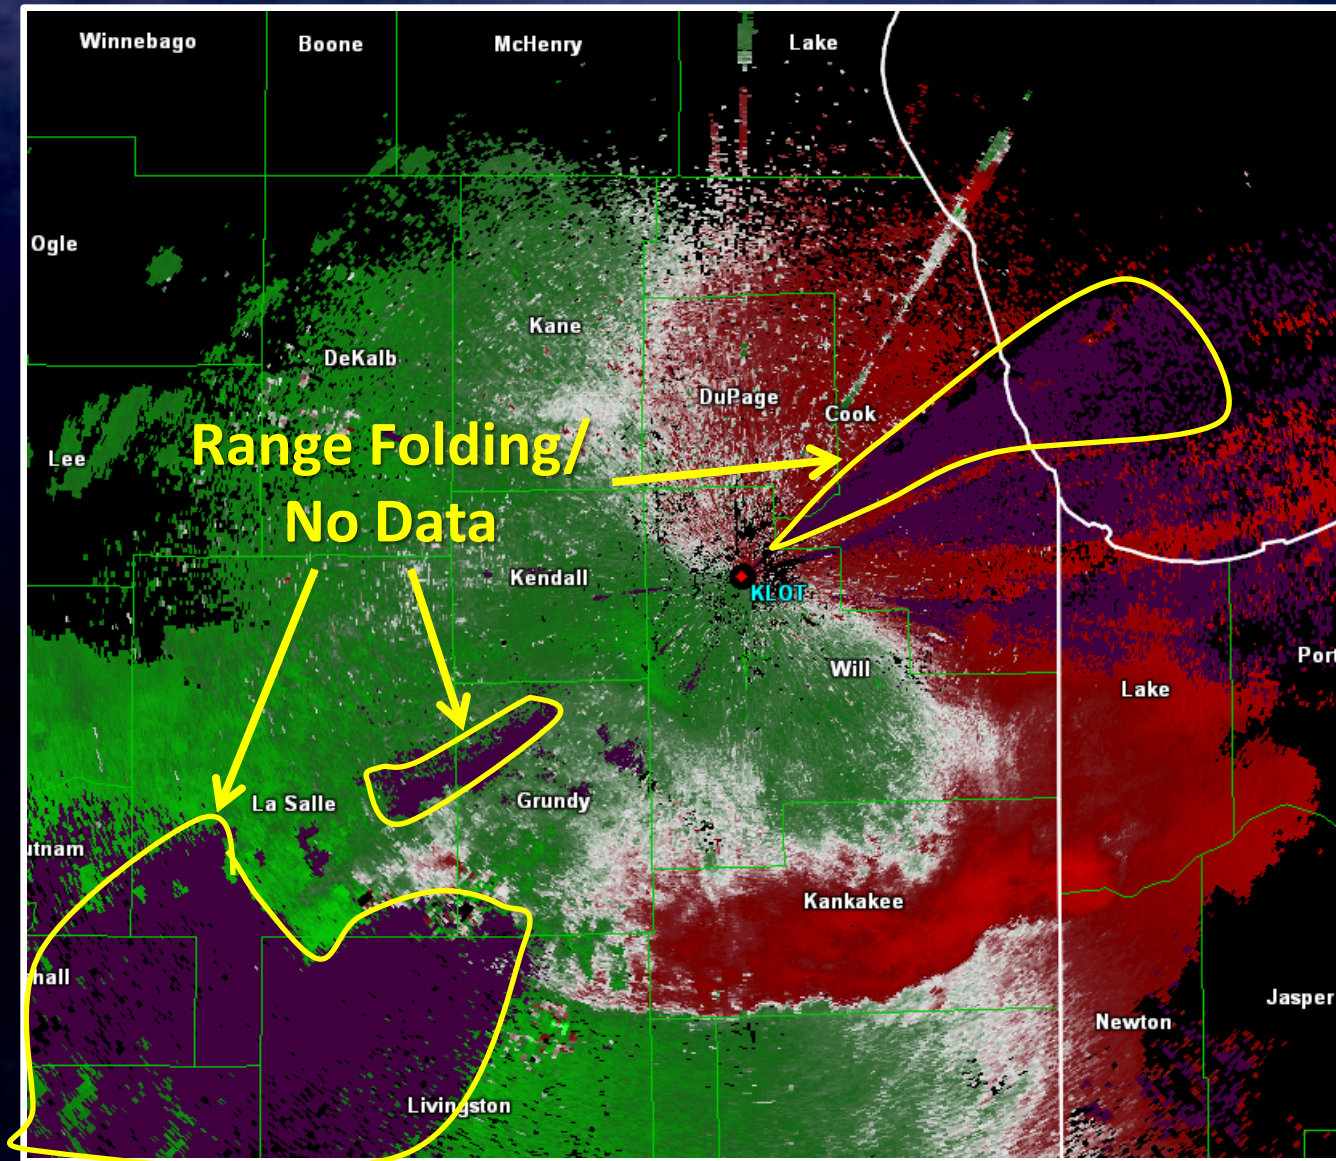 Winnebago
Boone
McHenry
Lake
Ogle
Kane
DeKalb
DuPage
Cook
Lee
Range Folding/
No Data
Kendall
KLOT
Will
Port
Lake
La Salle
Grundy
utnam
Kankakee
nall
Jasper
Newton
Livingston